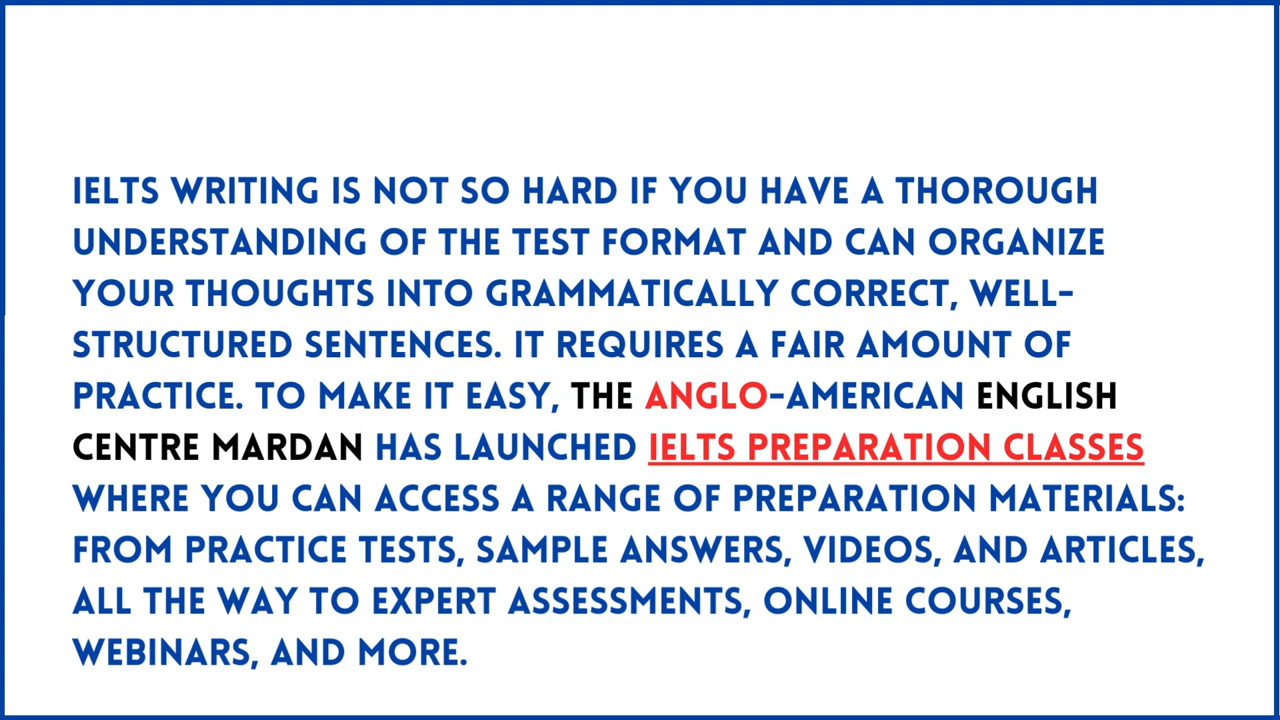 IELTS WRITING IS NOT SO HARD IF YOU HAVE A THOROUGH
UNDERSTANDING OF THE TEST FORMAT AND CAN ORGANIZE
YOUR THOUGHTS INTO GRAMMATICALLY CORRECT, WELL-
STRUCTURED SENTENCES. IT REQUIRES A FAIR AMOUNT OF
PRACTICE. TO MAKE IT EASY, THE ANGLO-AMERICAN ENGLISH
CENTRE MARDAN HAS LAUNCHED IELTS PREPARATION CLASSES
WHERE YOU CAN ACCESS A RANGE OF PREPARATION MATERIALS:
FROM PRACTICE TESTS, SAMPLE ANSWERS, VIDEOS, AND ARTICLES,
ALL THE WAY TO EXPERT ASSESSMENTS, ONLINE COURSES,
WEBINARS, AND MORE.